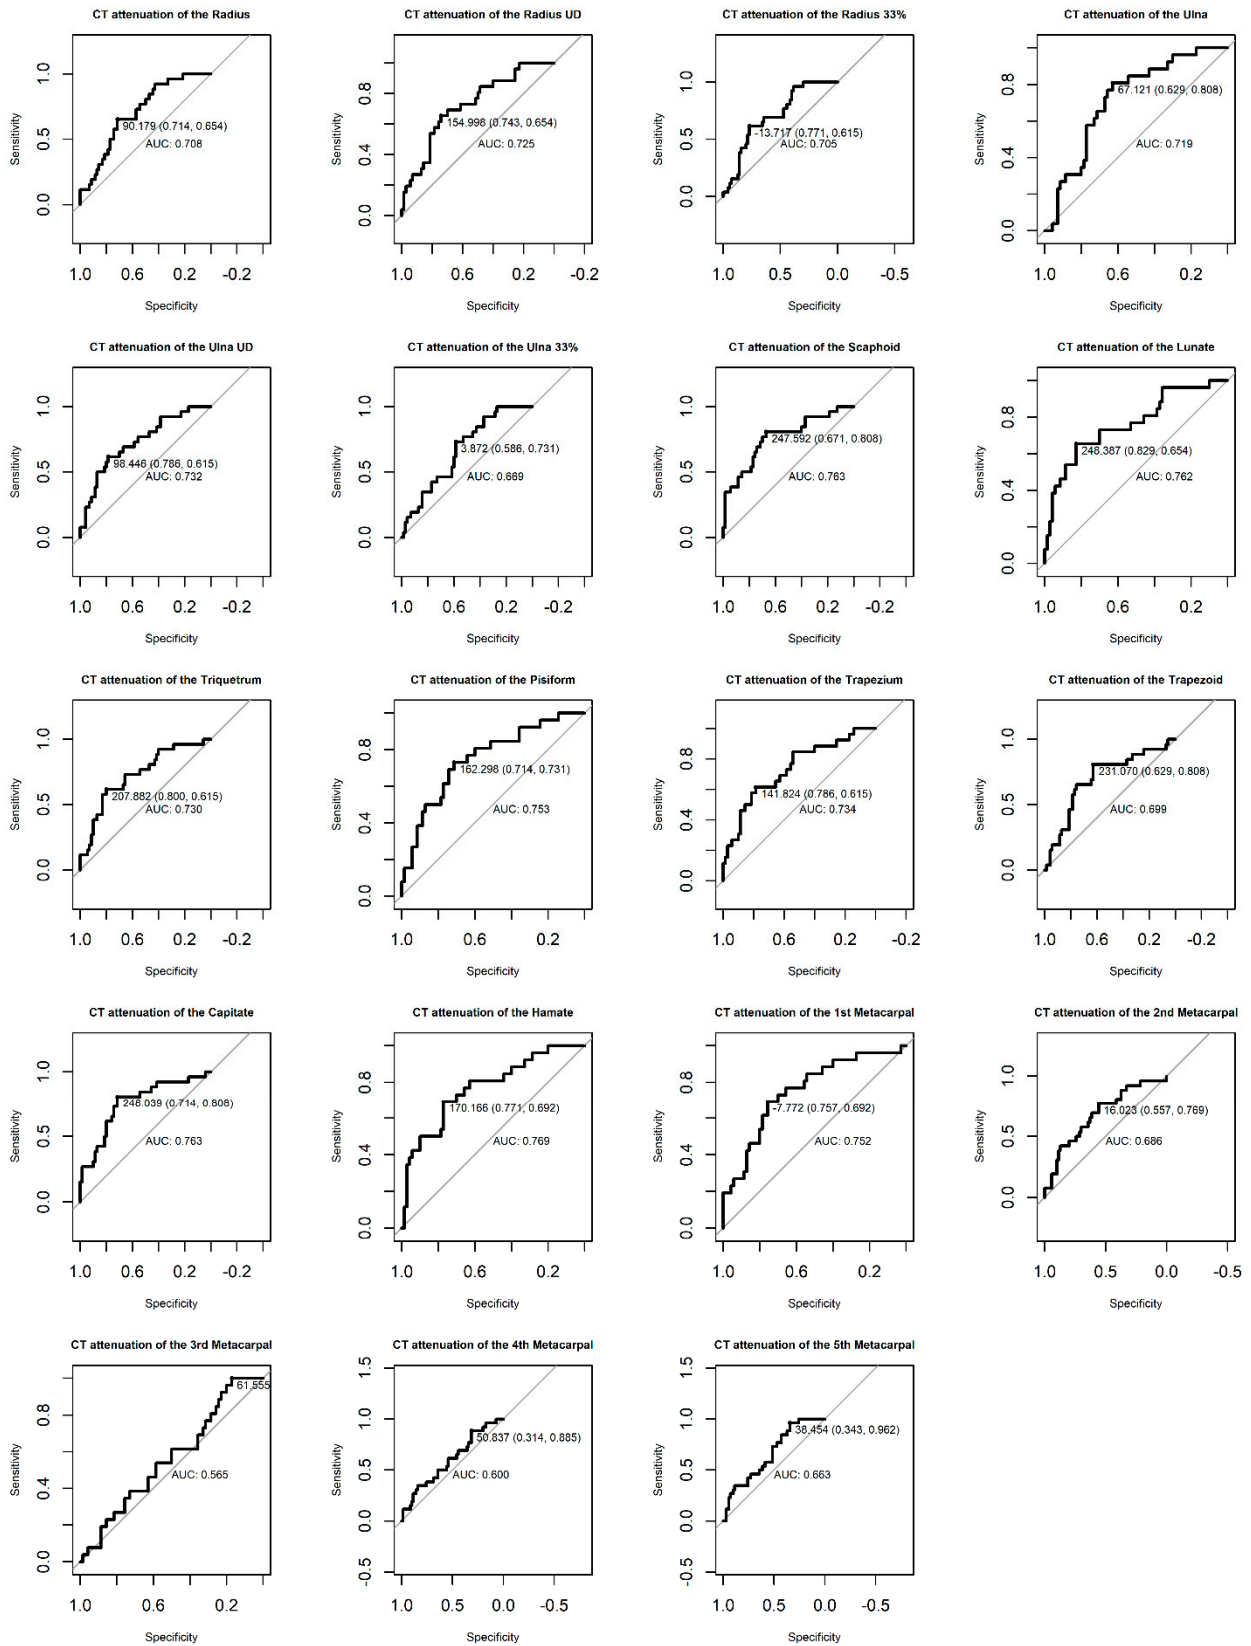 CT attenuation of the Radius
Sensitivity
0.0 0.5 1.0
90.179 (0.714, 0.654)
AUC: 0.708
1.0 0.6 0.2 -0.2
Specificity
CT attenuation of the Radius UD
Sensitivity
0.0 0.4 0.8
154.998 (0.743, 0.654)
AUC: 0.725
1.0 0.6 0.2 -0.2
Specificity
CT attenuation of the Radius 33%
Sensitivity
0.0 0.5 1.0
-13.717 (0.771, 0.615)
AUC: 0.705
1.0 0.5 0.0 -0.5
Specificity
CT attenuation of the Ulna
Sensitivity
0.0 0.4 0.8
67.121 (0.629, 0.808)
AUC: 0.719
1.0 0.6 0.2
Specificity
CT attenuation of the Ulna UD
Sensitivity
0.0 0.5 1.0
98.446 (0.786, 0.615)
AUC: 0.732
1.0 0.6 0.2 -0.2
Specificity
CT attenuation of the Ulna 33%
Sensitivity
0.0 0.5 1.0
3.872 (0.586, 0.731)
AUC: 0.669
1.0 0.6 0.2 -0.2
Specificity
CT attenuation of the Scaphoid
Sensitivity
0.0 0.5 1.0
247.592 (0.671, 0.808)
AUC: 0.763
1.0 0.6 0.2 -0.2
Specificity
CT attenuation of the Lunate
Sensitivity
0.0 0.4 0.8
248.387 (0.829, 0.654)
AUC: 0.762
1.0 0.6 0.2
Specificity
CT attenuation of the Triquetrum
Sensitivity
0.0 0.5 1.0
207.882 (0.800, 0.615)
AUC: 0.730
1.0 0.6 0.2 -0.2
Specificity
CT attenuation of the Pisiform
Sensitivity
0.0 0.4 0.8
162.298 (0.714, 0.731)
AUC: 0.753
1.0 0.6 0.2
Specificity
CT attenuation of the Trapezium
Sensitivity
0.0 0.4 0.8
141.824 (0.786, 0.615)
AUC: 0.734
1.0 0.6 0.2 -0.2
Specificity
CT attenuation of the Trapezoid
Sensitivity
0.0 0.5 1.0
231.070 (0.629, 0.808)
AUC: 0.699
1.0 0.6 0.2 -0.2
Specificity
CT attenuation of the Capitate
Sensitivity
0.0 0.5 1.0
248.039 (0.714, 0.808)
AUC: 0.763
1.0 0.6 0.2 -0.2
Specificity
CT attenuation of the Hamate
Sensitivity
0.0 0.4 0.8
170.166 (0.771, 0.692)
AUC: 0.769
1.0 0.6 0.2
Specificity
CT attenuation of the 1st Metacarpal
Sensitivity
0.0 0.4 0.8
-7.772 (0.757, 0.692)
AUC: 0.752
1.0 0.6 0.2
Specificity
CT attenuation of the 2nd Metacarpal
Sensitivity
0.0 0.5 1.0
16.023 (0.557, 0.769)
AUC: 0.686
1.0 0.5 0.0 -0.5
Specificity
CT attenuation of the 3rd Metacarpal
Sensitivity
0.0 0.4 0.8
61.555
AUC: 0.565
1.0 0.6 0.2
Specificity
CT attenuation of the 4th Metacarpal
Sensitivity
-0.5 0.0 0.5 1.0 1.5
50.837 (0.314, 0.885)
AUC: 0.600
1.0 0.5 0.0 -0.5
Specificity
CT attenuation of the 5th Metacarpal
Sensitivity
-0.5 0.0 0.5 1.0 1.5
38.454 (0.343, 0.962)
AUC: 0.663
1.0 0.5 0.0 -0.5
Specificity